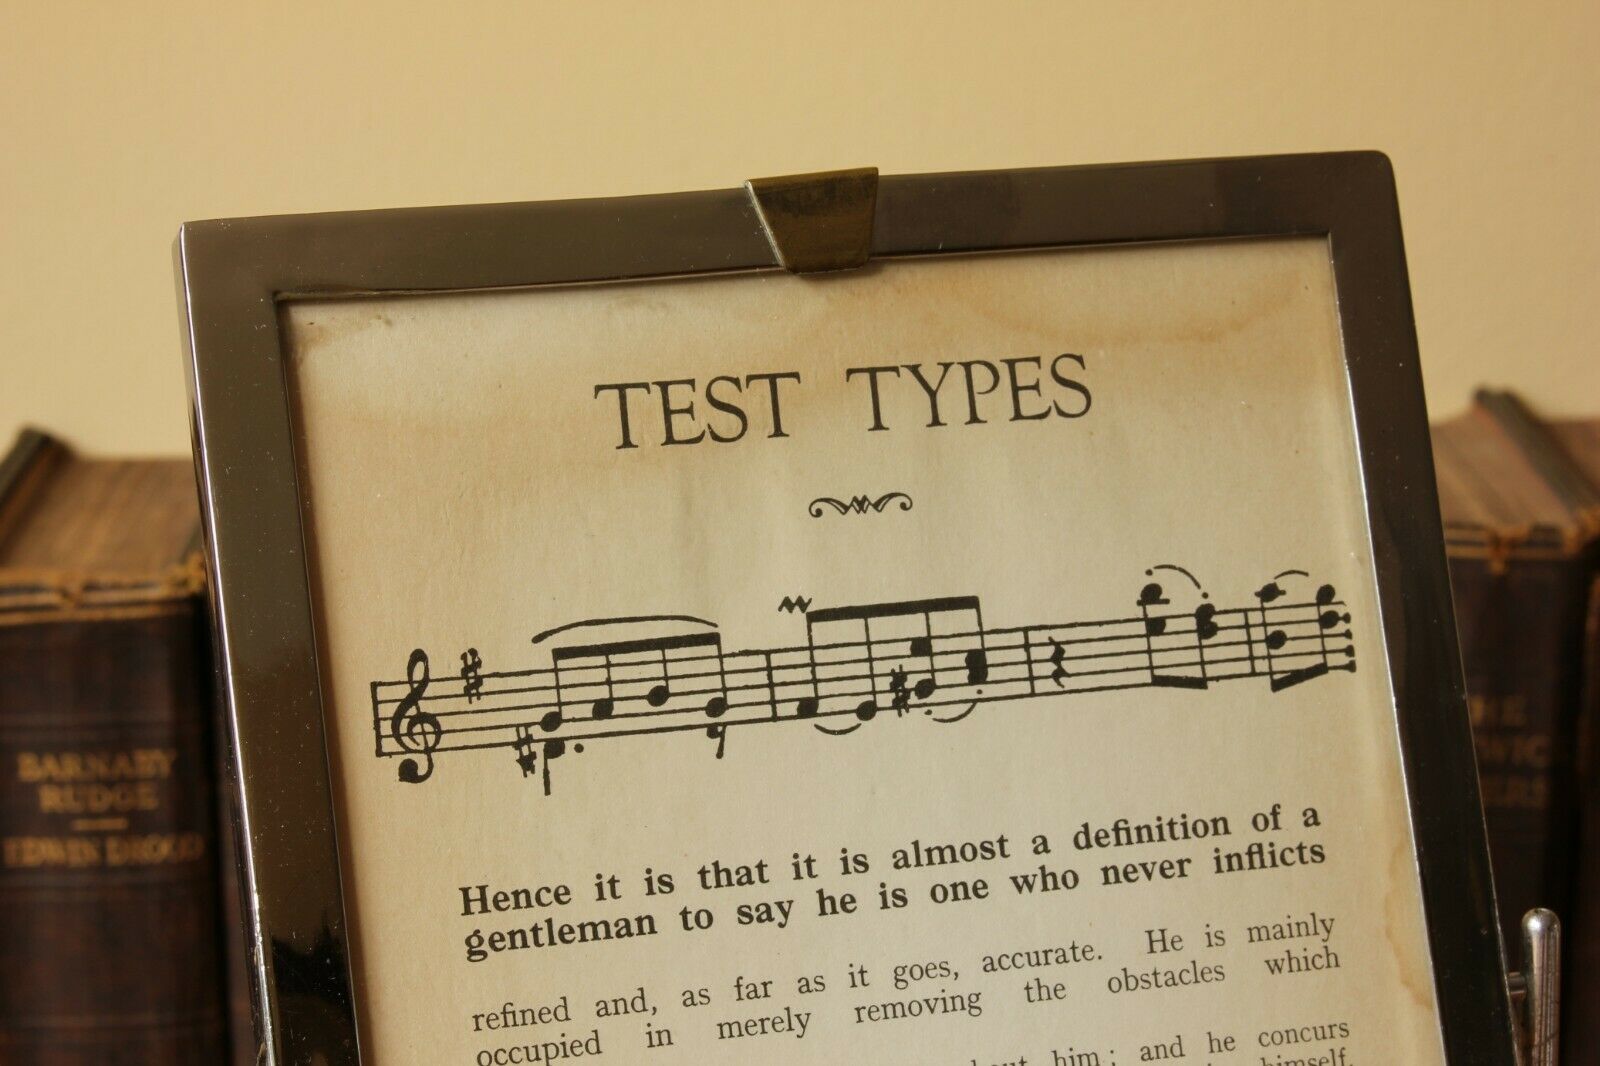 TEST TYPES
Hence it is that it is almost a definition of a
gentleman to say he is one who never inflicts
refined and, as far as it goes, accurate. He is mainly
occupied in merely removing the obstacles which
him; and he concurs
himself.
BARNABY
RUDGE
EDWIN DROOD